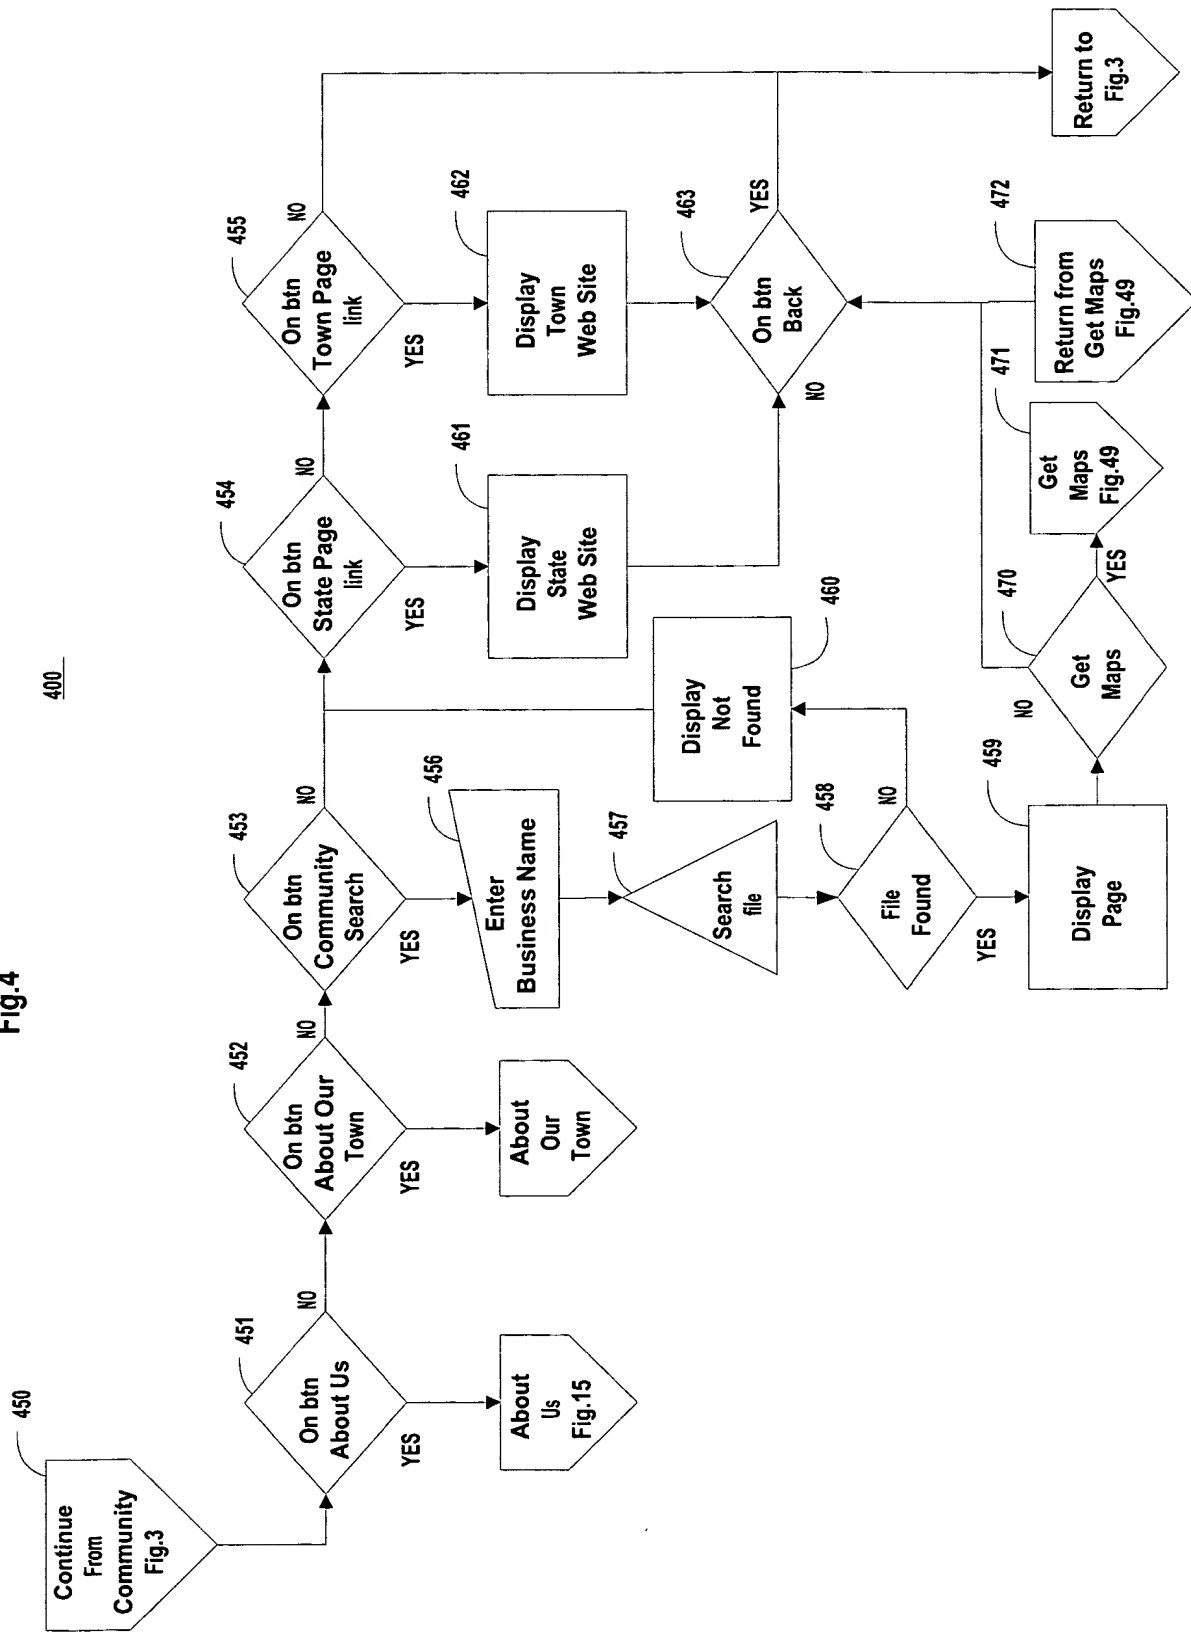 Fig.4
400
450
Continue
From
Community
Fig.3
451
On btn
About Us
NO
YES
About
Us
Fig.15
452
On btn
About Our
Town
NO
YES
About
Our
Town
453
On btn
Community
Search
NO
YES
456
Enter
Business Name
457
Search
file
458
File
Found
NO
YES
459
Display
Page
460
Display
Not
Found
454
On btn
State Page
link
NO
YES
461
Display
State
Web Site
455
On btn
Town Page
link
NO
YES
462
Display
Town
Web Site
463
On btn
Back
YES
NO
470
Get
Maps
NO
YES
471
Get
Maps
Fig.49
472
Return from
Get Maps
Fig.49
Return to
Fig.3